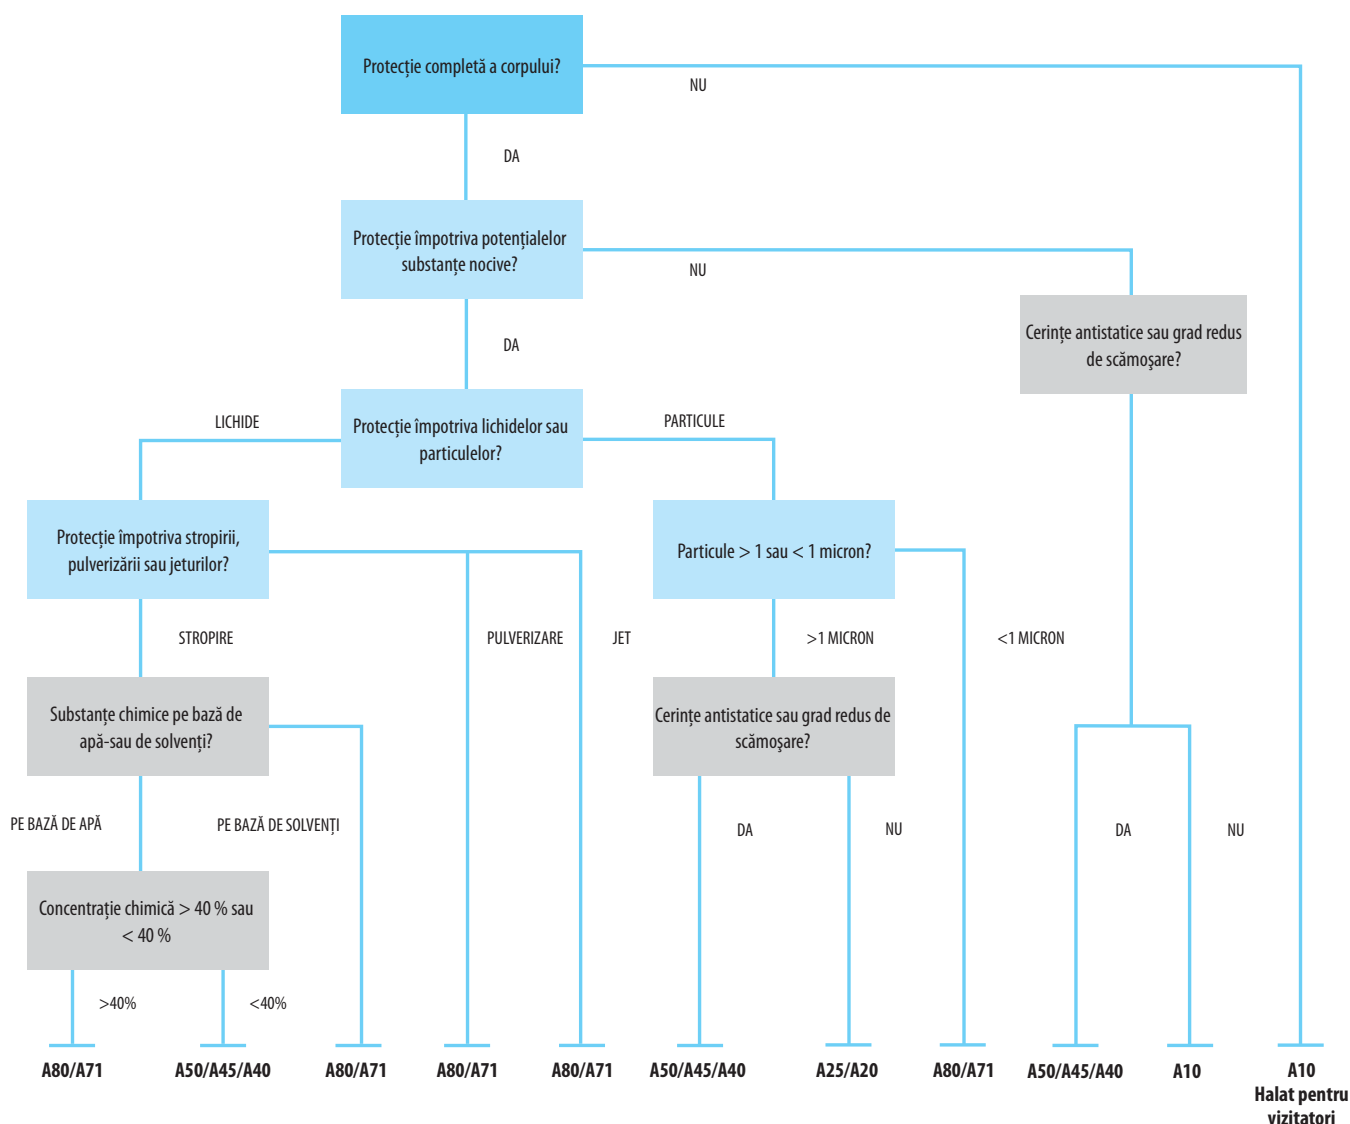 Protecție completă a corpului?
NU
DA
Protecție împotriva potențialelor
substanțe nocive?
NU
DA
Cerințe antistatice sau grad redus
de scămoşare?
LICHIDE
Protecție împotriva lichidelor sau
particulelor?
PARTICULE
Protecție împotriva stropirii,
pulverizării sau jeturilor?
Particule > 1 sau < 1 micron?
STROPIRE
PULVERIZARE
JET
>1 MICRON
<1 MICRON
Substanțe chimice pe bază de
apă-sau de solvenți?
Cerințe antistatice sau grad redus de
scămoşare?
PE BAZĂ DE APĂ
PE BAZĂ DE SOLVENȚI
DA
NU
DA
NU
Concentrație chimică > 40 % sau
< 40 %
>40%
<40%
A80/A71
A50/A45/A40
A80/A71
A80/A71
A80/A71
A50/A45/A40
A25/A20
A80/A71
A50/A45/A40
A10
A10
Halat pentru
vizitatori